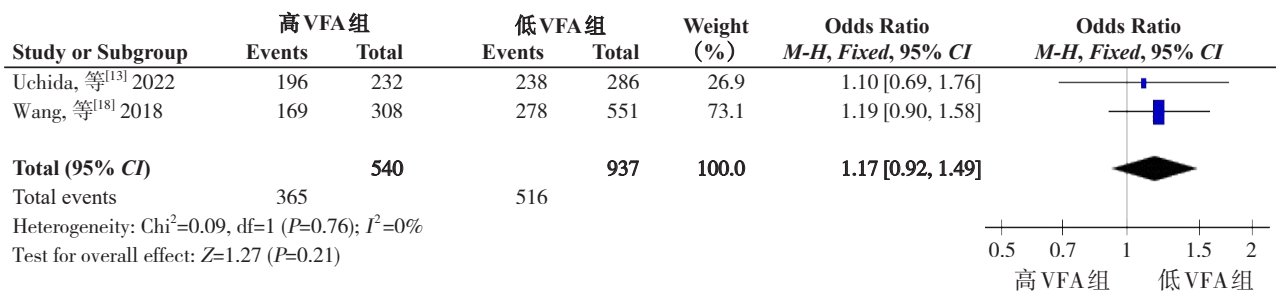 高VFA组 低VFA组 Weight Odds Ratio Odds Ratio
Study or Subgroup Events Total Events Total (%) M-H, Fixed, 95% CI M-H, Fixed, 95% CI
Uchida, 等[13] 2022 196 232 238 286 26.9 1.10 [0.69, 1.76]
Wang, 等[18] 2018 169 308 278 551 73.1 1.19 [0.90, 1.58]
Total (95% CI) 540 937 100.0 1.17 [0.92, 1.49]
Total events 365 516
Heterogeneity: Chi²=0.09, df=1 (P=0.76); I²=0%
Test for overall effect: Z=1.27 (P=0.21)
0.5 0.7 1 1.5 2
高VFA组 低VFA组